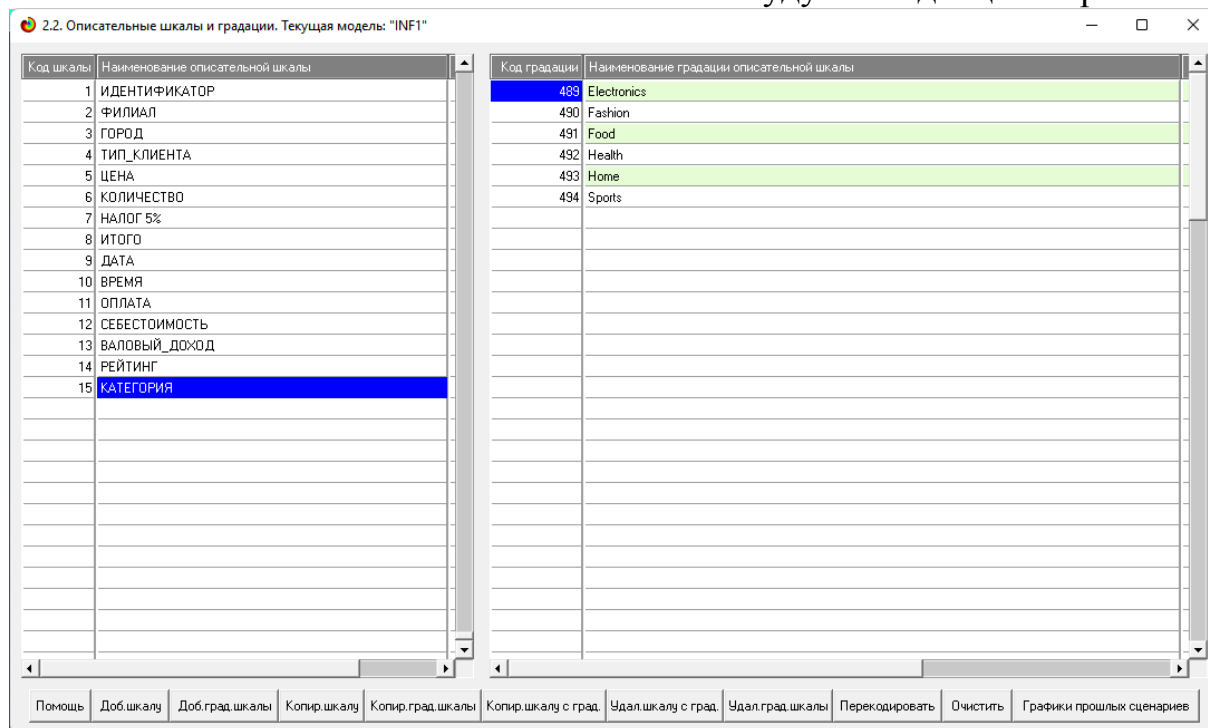 2.2. Описательные шкалы и градации. Текущая модель: "INF1"
Код шкалы Наименование описательной шкалы
1 ИДЕНТИФИКАТОР
2 ФИЛИАЛ
3 ГОРОД
4 ТИП_КЛИЕНТА
5 ЦЕНА
6 КОЛИЧЕСТВО
7 НАЛОГ 5%
8 ИТОГО
9 ДАТА
10 ВРЕМЯ
11 ОПЛАТА
12 СЕБЕСТОИМОСТЬ
13 ВАЛОВЫЙ_ДОХОД
14 РЕЙТИНГ
15 КАТЕГОРИЯ
Код градации Наименование градации описательной шкалы
489 Electronics
490 Fashion
491 Food
492 Health
493 Home
494 Sports
Помощь Доб.шкалу Доб.град.шкалы Копир.шкалу Копир.град.шкалы Копир.шкалу с град. Удал.шкалу с град. Удал.град.шкалы Перекодировать Очистить Графики прошлых сценариев